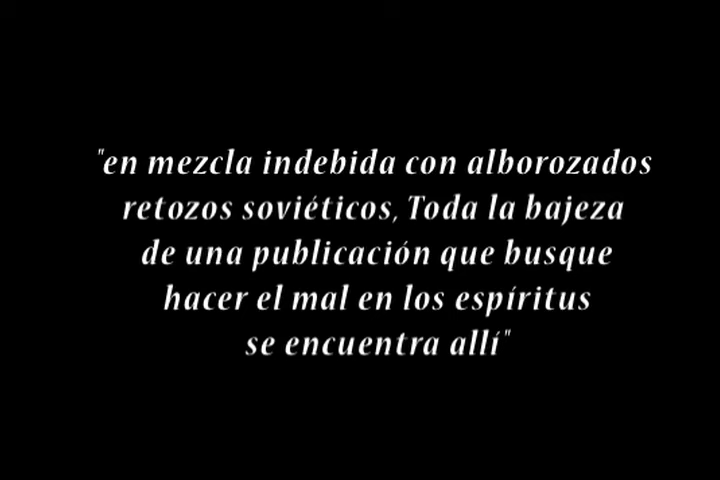 "en mezcla indebida con alborozados
retozos soviéticos, Toda la bajeza
de una publicación que busque
hacer el mal en los espíritus
se encuentra allí"